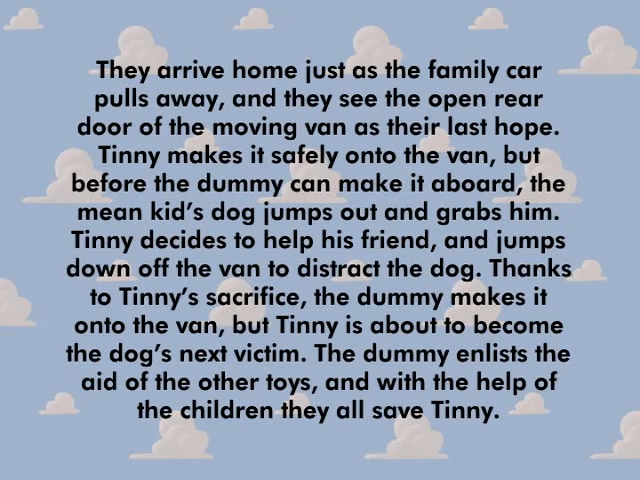 They arrive home just as the family car
pulls away, and they see the open rear
door of the moving van as their last hope.
Tinny makes it safely onto the van, but
before the dummy can make it aboard, the
mean kid's dog jumps out and grabs him.
Tinny decides to help his friend, and jumps
down off the van to distract the dog. Thanks
to Tinny's sacrifice, the dummy makes it
onto the van, but Tinny is about to become
the dog's next victim. The dummy enlists the
aid of the other toys, and with the help of
the children they all save Tinny.